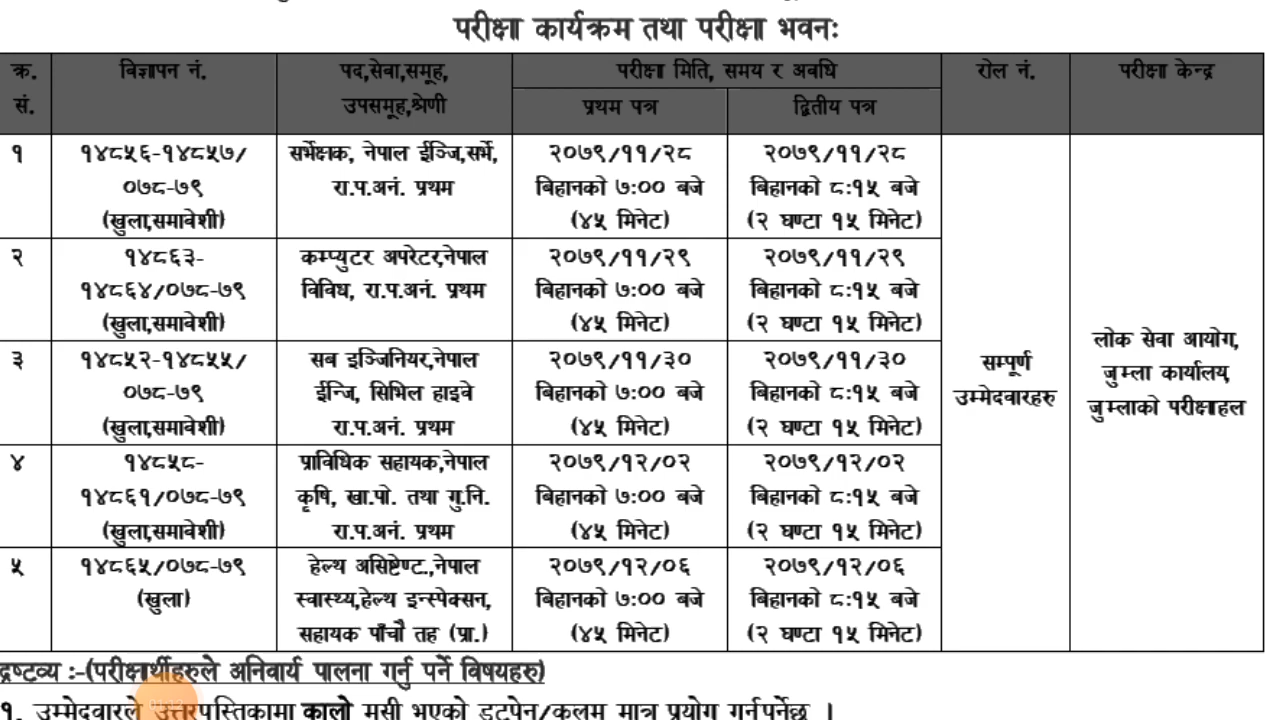 परीक्षा कार्यक्रम तथा परीक्षा भवनः
क्र.सं. विज्ञापन नं. पद,सेवा,समूह,उपसमूह,श्रेणी परीक्षा मिति, समय र अवधि रोल नं. परीक्षा केन्द्र
प्रथम पत्र द्वितीय पत्र
१ १४८५६-१४८५७/ सर्भेक्षक, नेपाल ईञ्जि,सर्भे, २०७९/११/२८ २०७९/११/२८
०७८-७९ रा.प.अनं. प्रथम बिहानको ७:०० बजे बिहानको ८:१५ बजे
(खुला,समावेशी) (४५ मिनेट) (२ घण्टा १५ मिनेट)
२ १४८६३- कम्प्युटर अपरेटर,नेपाल २०७९/११/२९ २०७९/११/२९
१४८६४/०७८-७९ विविध, रा.प.अनं. प्रथम बिहानको ७:०० बजे बिहानको ८:१५ बजे
(खुला,समावेशी) (४५ मिनेट) (२ घण्टा १५ मिनेट)
३ १४८५२-१४८५५/ सब इञ्जिनियर,नेपाल २०७९/११/३० २०७९/११/३०
०७८-७९ ईन्जि, सिभिल हाइवे बिहानको ७:०० बजे बिहानको ८:१५ बजे
(खुला,समावेशी) रा.प.अनं. प्रथम (४५ मिनेट) (२ घण्टा १५ मिनेट)
४ १४८५८- प्राविधिक सहायक,नेपाल २०७९/१२/०२ २०७९/१२/०२
१४८६१/०७८-७९ कृषि, खा.पो. तथा गु.नि. बिहानको ७:०० बजे बिहानको ८:१५ बजे
(खुला,समावेशी) रा.प.अनं. प्रथम (४५ मिनेट) (२ घण्टा १५ मिनेट)
५ १४८६५/०७८-७९ हेल्थ असिष्टेण्ट.,नेपाल २०७९/१२/०६ २०७९/१२/०६
(खुला) स्वास्थ्य,हेल्थ इन्स्पेक्सन, बिहानको ७:०० बजे बिहानको ८:१५ बजे
सहायक पाँचौ तह (प्रा.) (४५ मिनेट) (२ घण्टा १५ मिनेट)
सम्पूर्ण
उम्मेदवारहरु
लोक सेवा आयोग,
जुम्ला कार्यालय,
जुम्लाको परीक्षाहल
द्रष्टव्य :-(परीक्षार्थीहरुले अनिवार्य पालना गर्नु पर्ने विषयहरु)
१. उम्मेदवारले उत्तरपुस्तिकामा कालो मसी भएको डटपेन/कलम मात्र प्रयोग गर्नुपर्नेछ ।